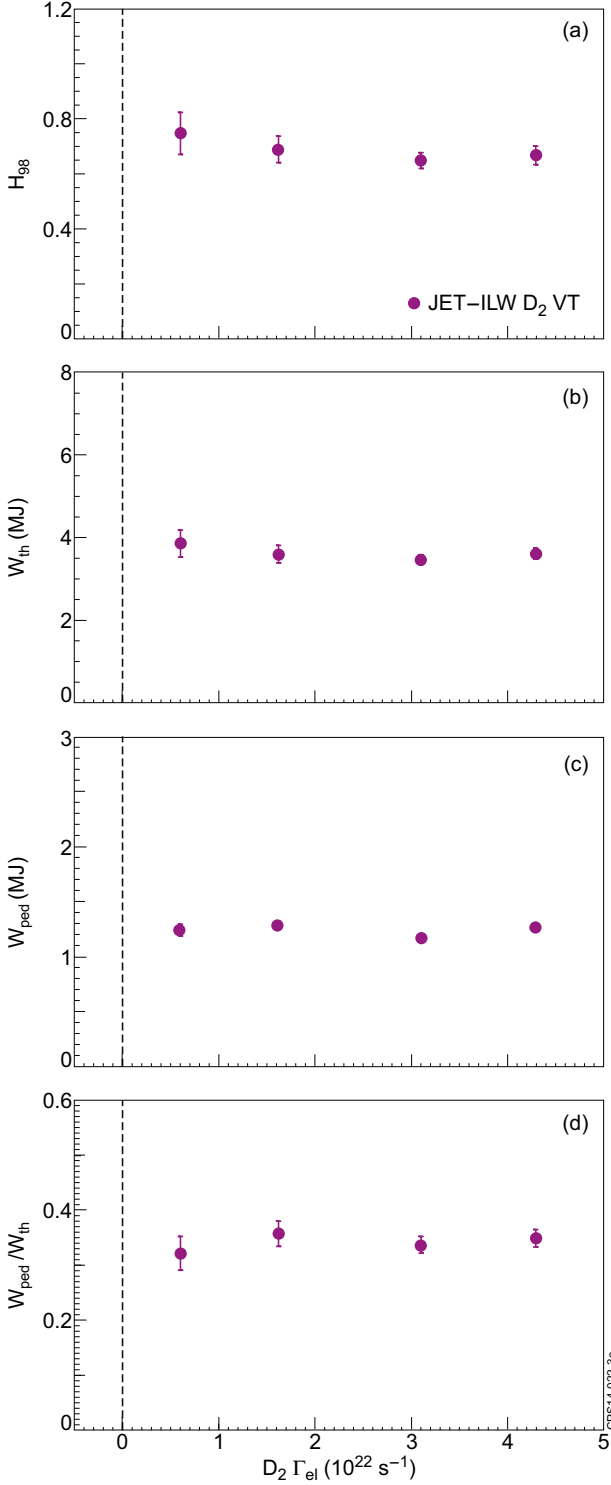 1.2
(a)
0.8
H98
0.4
JET–ILW D2 VT
0
8
(b)
6
Wth (MJ)
4
2
0
3
(c)
2
Wped (MJ)
1
0
0.6
(d)
0.4
Wped /Wth
0.2
0
0 1 2 3 4 5
D2 Γel (10²² s⁻¹)